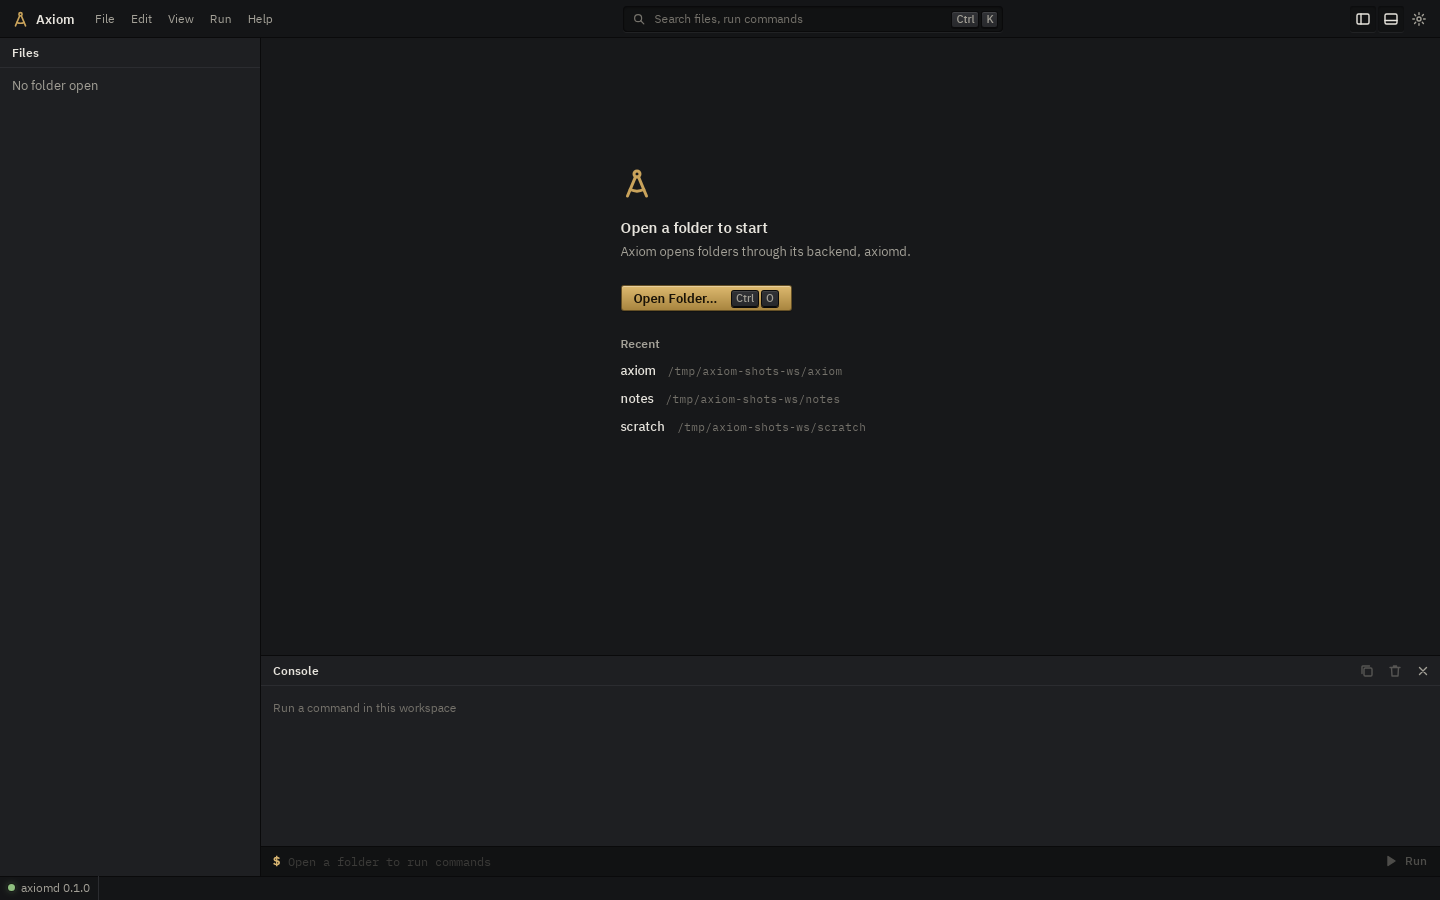 Axiom File Edit View Run Help Search files, run commands Ctrl K
Files
No folder open
Open a folder to start
Axiom opens folders through its backend, axiomd.
Open Folder... Ctrl O
Recent
axiom /tmp/axiom-shots-ws/axiom
notes /tmp/axiom-shots-ws/notes
scratch /tmp/axiom-shots-ws/scratch
Console
Run a command in this workspace
$ Open a folder to run commands Run
axiomd 0.1.0